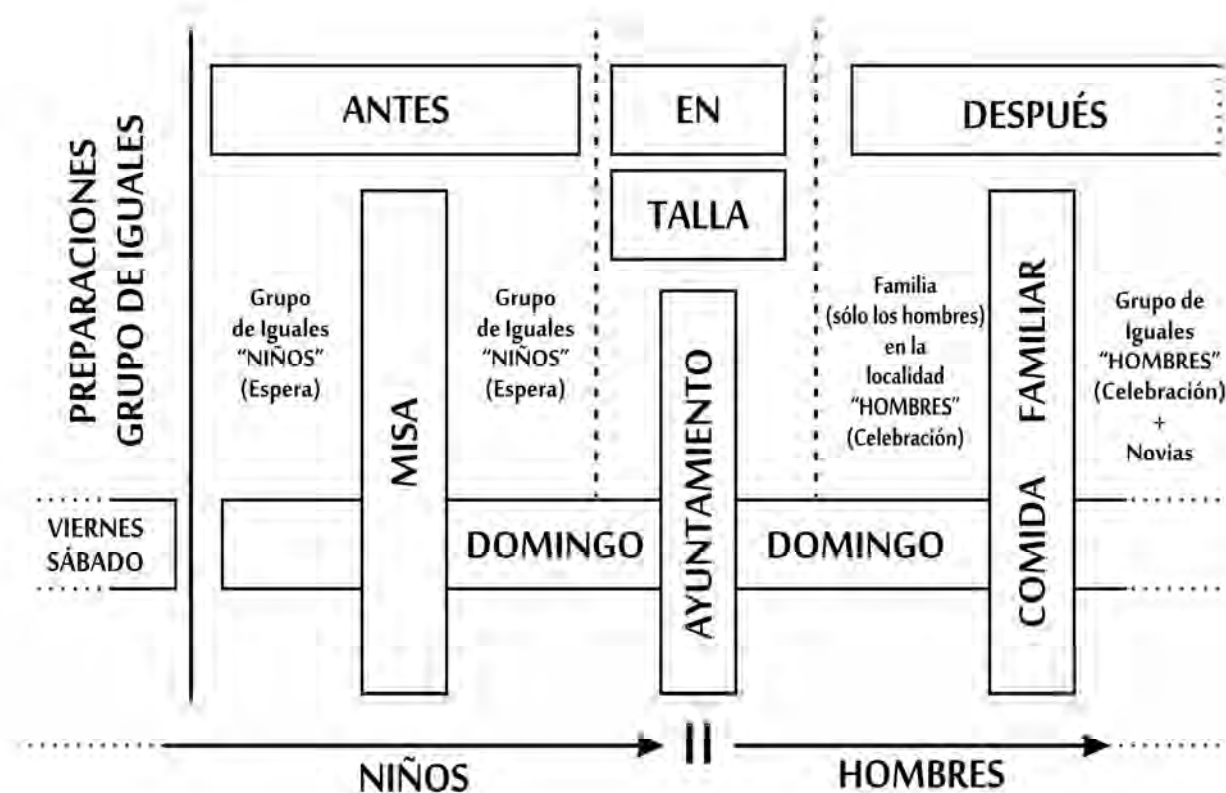 PREPARACIONES
GRUPO DE IGUALES
VIERNES
SÁBADO
ANTES
EN
DESPUÉS
TALLA
Grupo
de Iguales
“NIÑOS”
(Espera)
MISA
Grupo
de Iguales
“NIÑOS”
(Espera)
AYUNTAMIENTO
Familia
(sólo los hombres)
en la
localidad
“HOMBRES”
(Celebración)
COMIDA FAMILIAR
Grupo de
Iguales
“HOMBRES”
(Celebración)
+
Novias
DOMINGO
DOMINGO
NIÑOS
HOMBRES